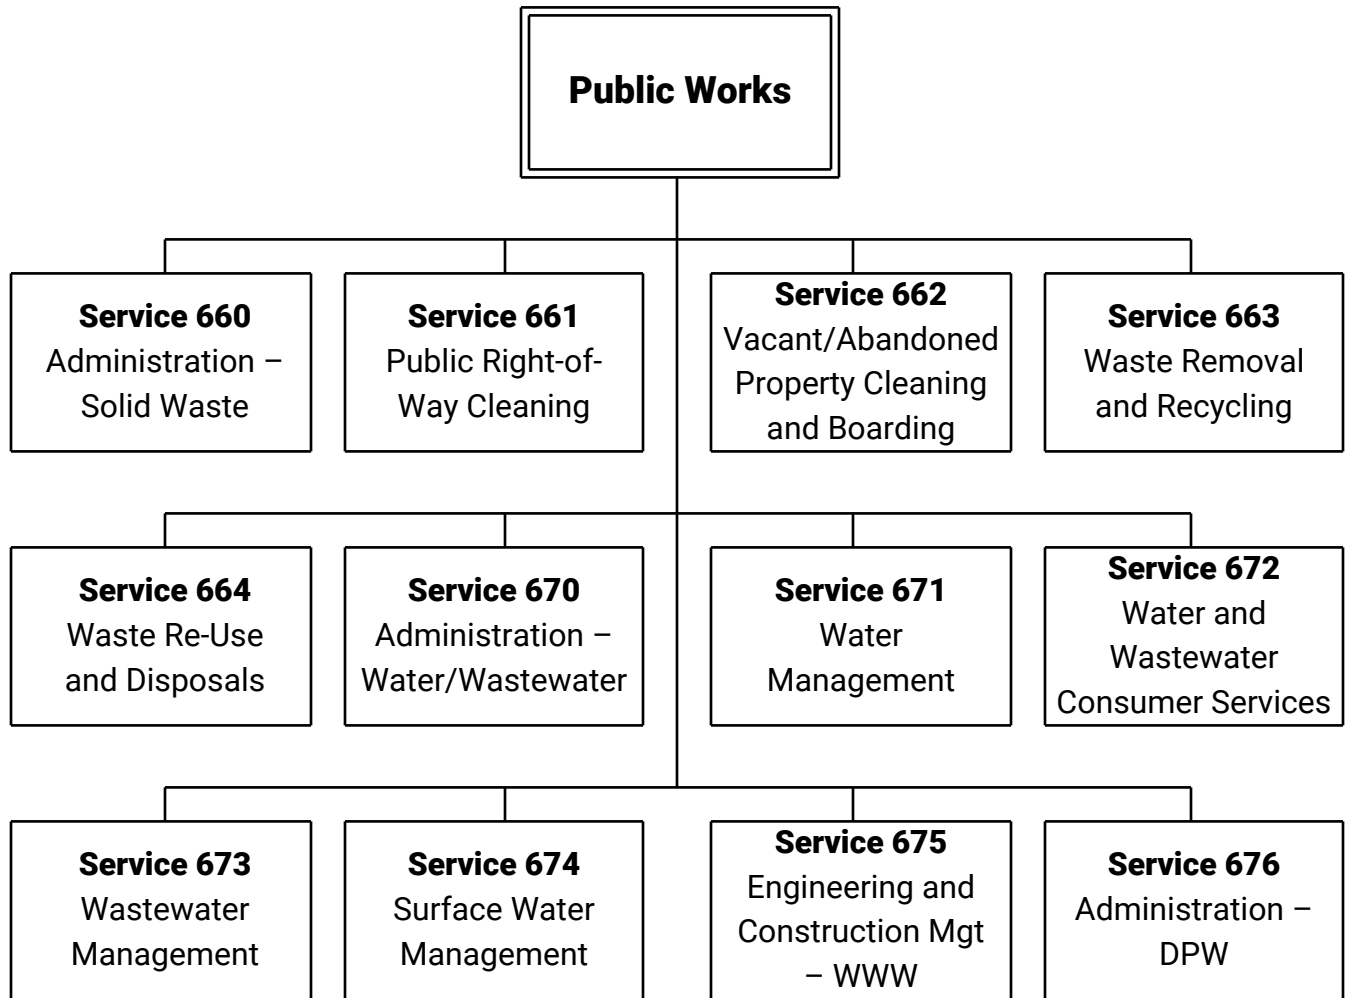 Public Works
Service 660
Administration –
Solid Waste
Service 661
Public Right-of-
Way Cleaning
Service 662
Vacant/Abandoned
Property Cleaning
and Boarding
Service 663
Waste Removal
and Recycling
Service 664
Waste Re-Use
and Disposals
Service 670
Administration –
Water/Wastewater
Service 671
Water
Management
Service 672
Water and
Wastewater
Consumer Services
Service 673
Wastewater
Management
Service 674
Surface Water
Management
Service 675
Engineering and
Construction Mgt
– WWW
Service 676
Administration –
DPW